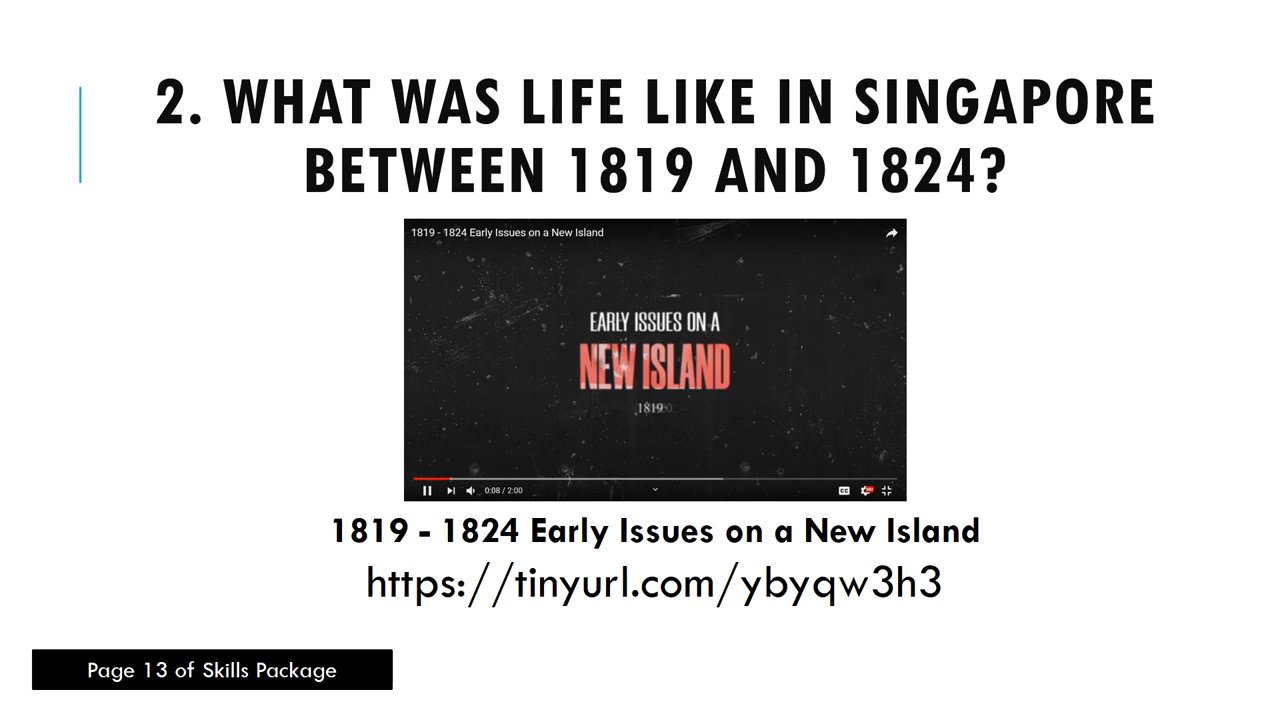 2. WHAT WAS LIFE LIKE IN SINGAPORE
BETWEEN 1819 AND 1824?
1819 - 1824 Early Issues on a New Island
EARLY ISSUES ON A
NEW ISLAND
1819
0:08 / 2:00
CC
HD
1819 - 1824 Early Issues on a New Island
https://tinyurl.com/ybyqw3h3
Page 13 of Skills Package